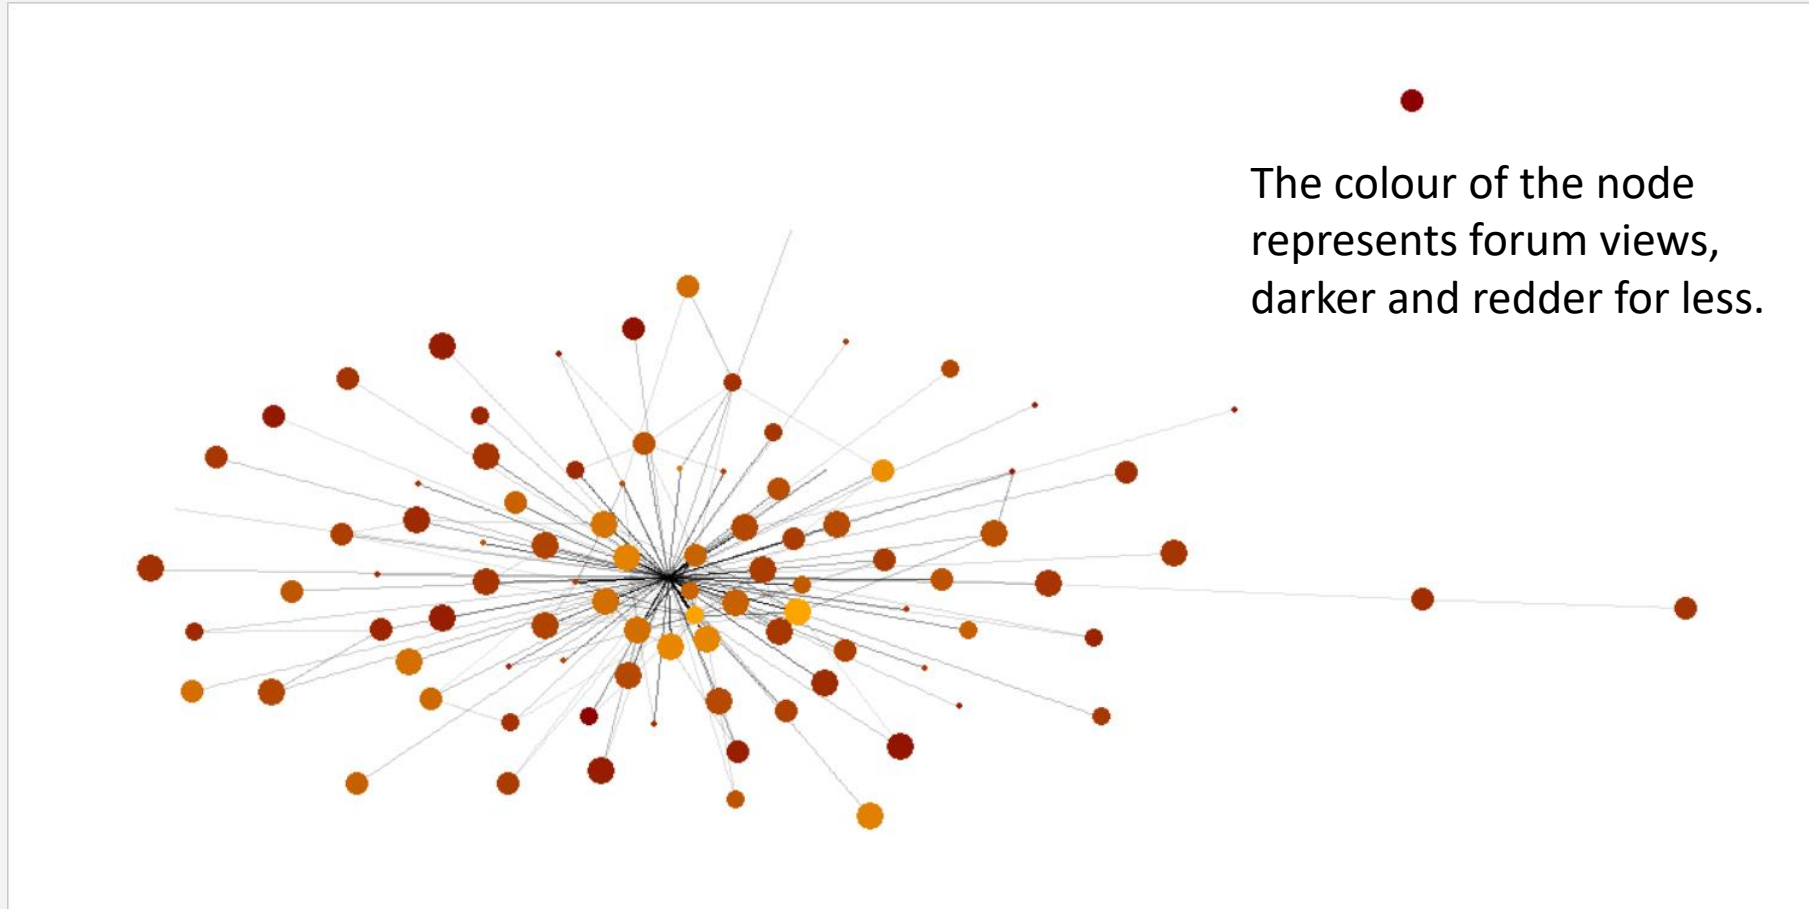 The colour of the node
represents forum views,
darker and redder for less.